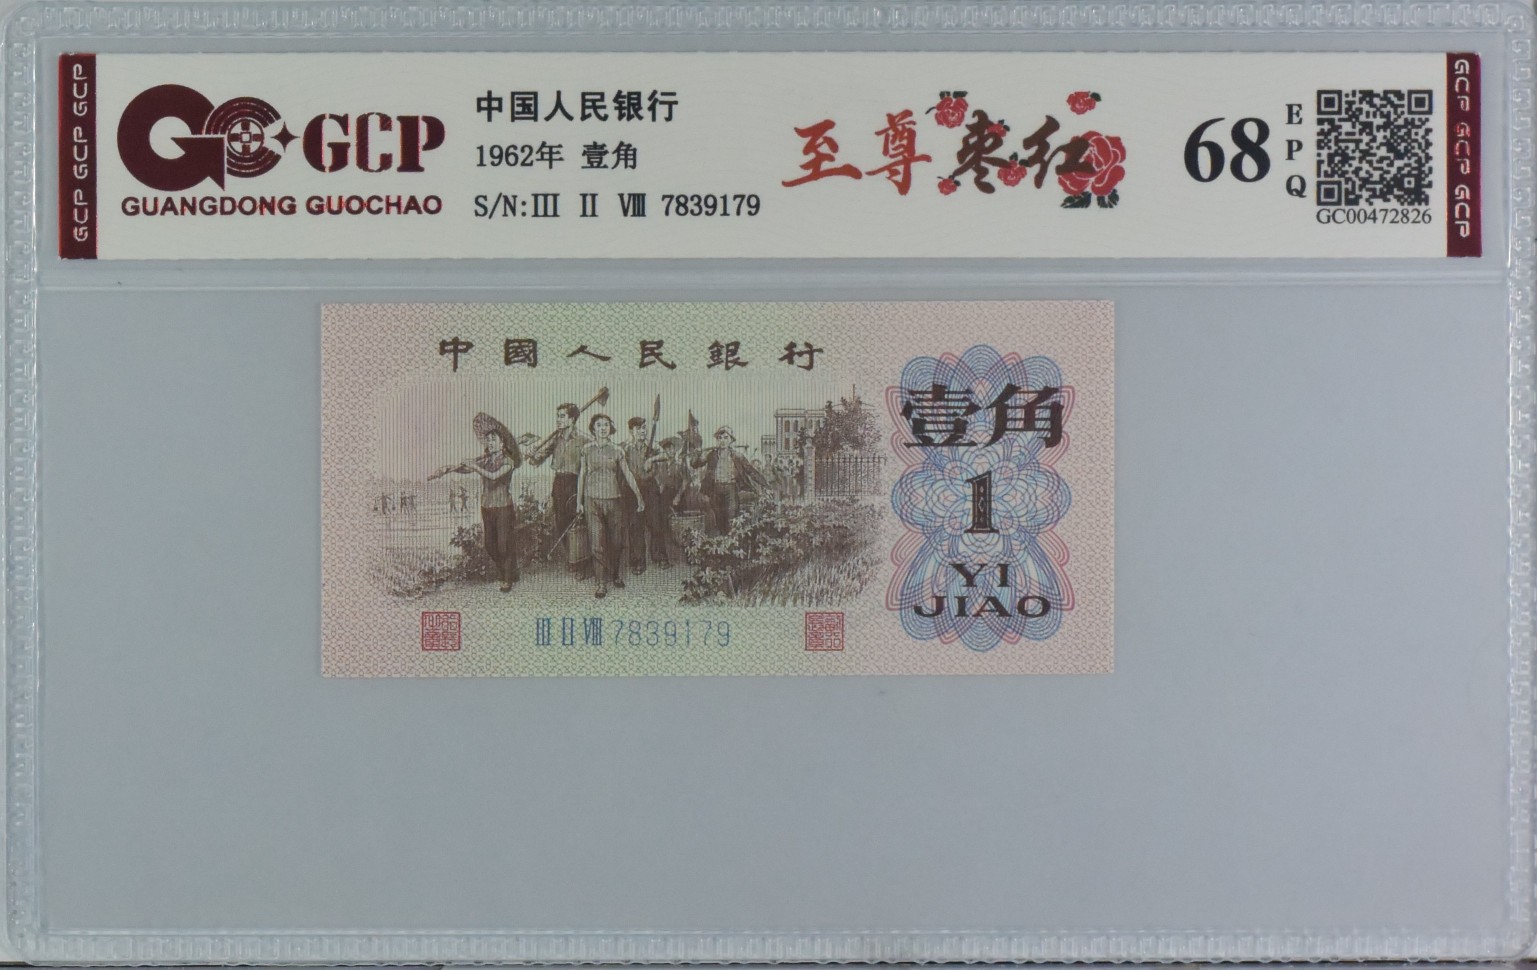 GCP GCP GCP
GCP
GUANGDONG GUOCHAO
中国人民银行
1962年 壹角
S/N:III II VIII 7839179
至尊枣红
68
EPQ
GC00472826
GCP GCP GCP
中國人民銀行
壹角
1
YI
JIAO
III II VIII 7839179